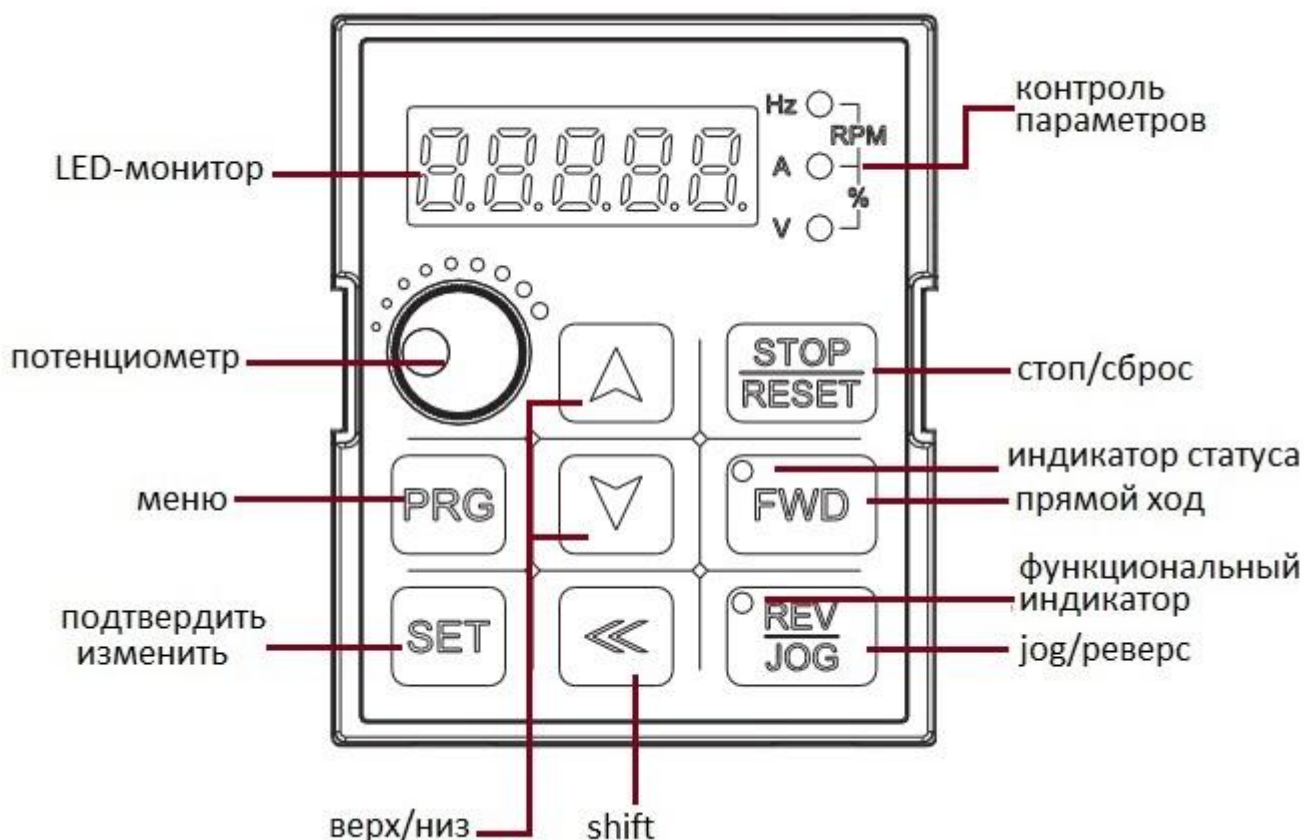 Hz
RPM
A
%
V
контроль
параметров
LED-монитор
потенциометр
STOP
RESET
стоп/сброс
индикатор статуса
меню
PRG
FWD
прямой ход
функциональный
индикатор
подтвердить
изменить
SET
REV
JOG
jog/реверс
верх/низ
shift